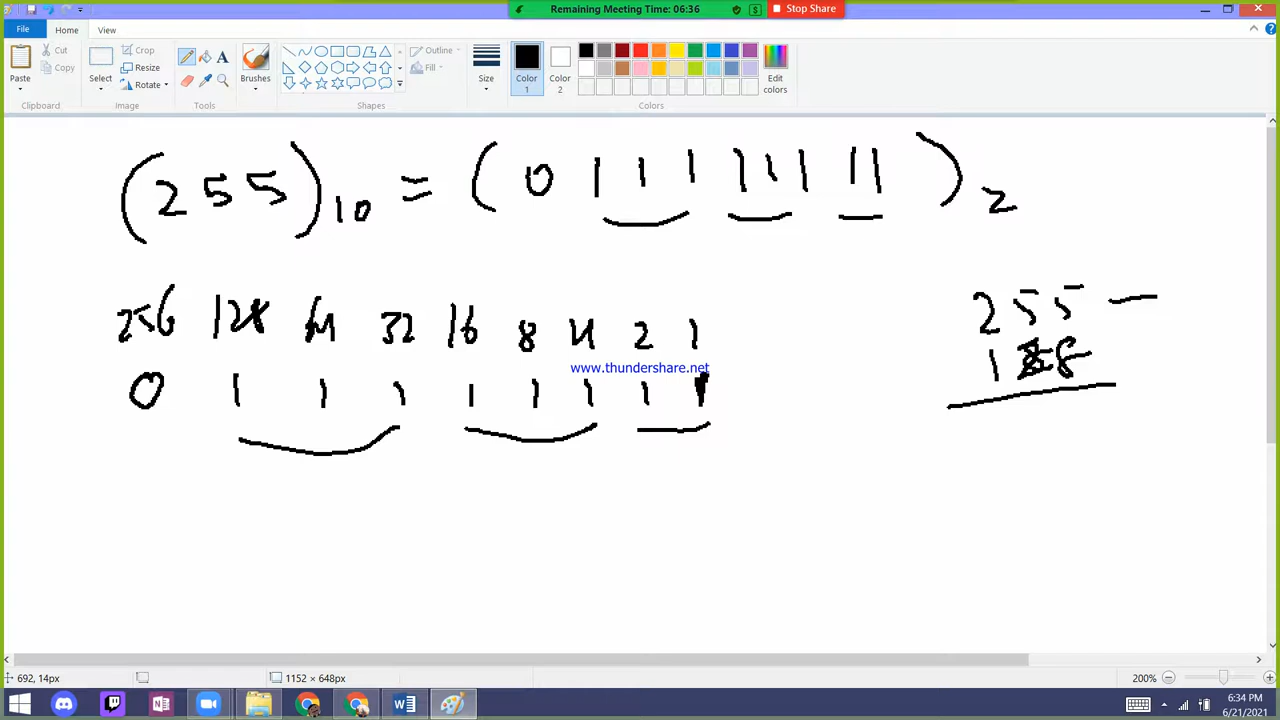 Remaining Meeting Time: 06:36
Stop Share
File
Home
View
Paste
Cut
Copy
Clipboard
Select
Crop
Resize
Rotate
Image
Tools
Brushes
Shapes
Outline
Fill
Size
Color 1
Color 2
Edit colors
Colors
(255)10 = (0 1 1 1 1 1 1 1 1)2
256 128 64 32 16 8 4 2 1
0 1 1 1 1 1 1 1 1
www.thundershare.net
255 —
1 8
692, 14px
1152 × 648px
200%
6:34 PM
6/21/2021